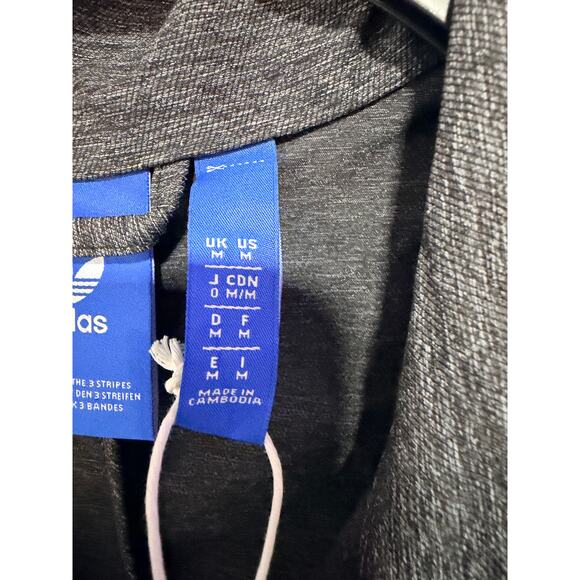 das
THE 3 STRIPES
DEN 3 STREIFEN
3 BANDES
UK US
M M
J CDN
O M/M
D F
M M
E I
M M
MADE IN
CAMBODIA